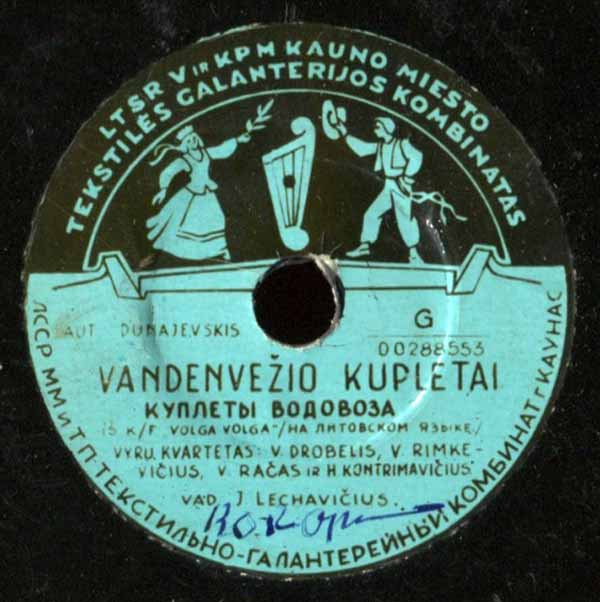 LTSR V IR KPM KAUNO MIESTO
TEKSTILĖS GALANTERIJOS KOMBINATAS
AUT. DUNAJEVSKIS
G
00288553
VANDENVEŽIO KUPLETAI
КУПЛЕТЫ ВОДОВОЗА
IŠ K/F "VOLGA VOLGA"/НА ЛИТОВСКОМ ЯЗЫКЕ/
VYRŲ KVARTETAS: V. DROBELIS, V. RIMKE-
VIČIUS, V. RAČAS IR H. KONTRIMAVIČIUS.
VAD. J. LECHAVIČIUS.
ЛССР ММ и ТП·ТЕКСТИЛЬНО-ГАЛАНТЕРЕЙНЫЙ КОМБИНАТ г. КАУНАС